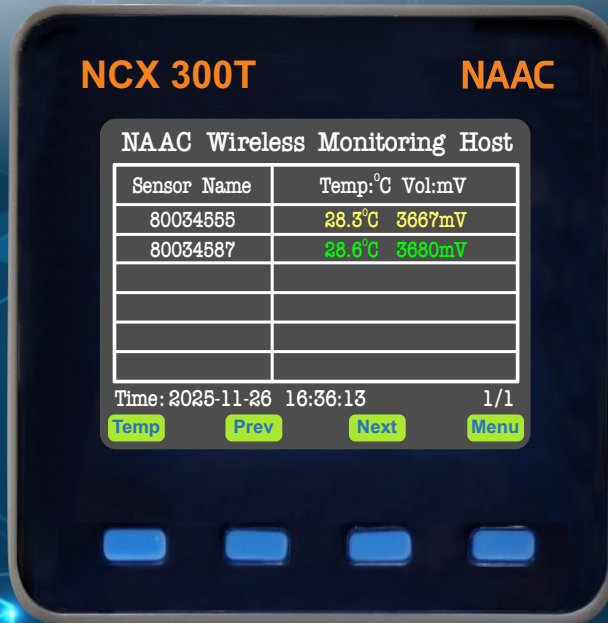 NCX 300T NAAC
NAAC Wireless Monitoring Host
Sensor Name Temp:°C Vol:mV
80034555 28.3°C 3667mV
80034587 28.6°C 3680mV
Time: 2025-11-26 16:36:13 1/1
Temp Prev Next Menu